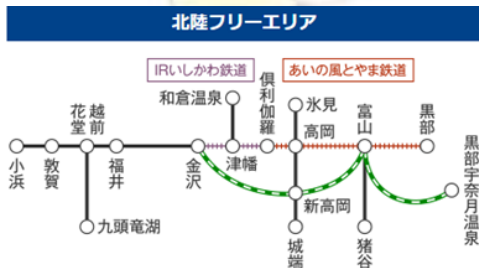 北陸フリーエリア
IRいしかわ鉄道
あいの風とやま鉄道
和倉温泉
倶利伽羅
氷見
富山
黒部
越前花堂
高岡
小浜
敦賀
福井
金沢
津幡
新高岡
黒部宇奈月温泉
九頭竜湖
城端
猪谷